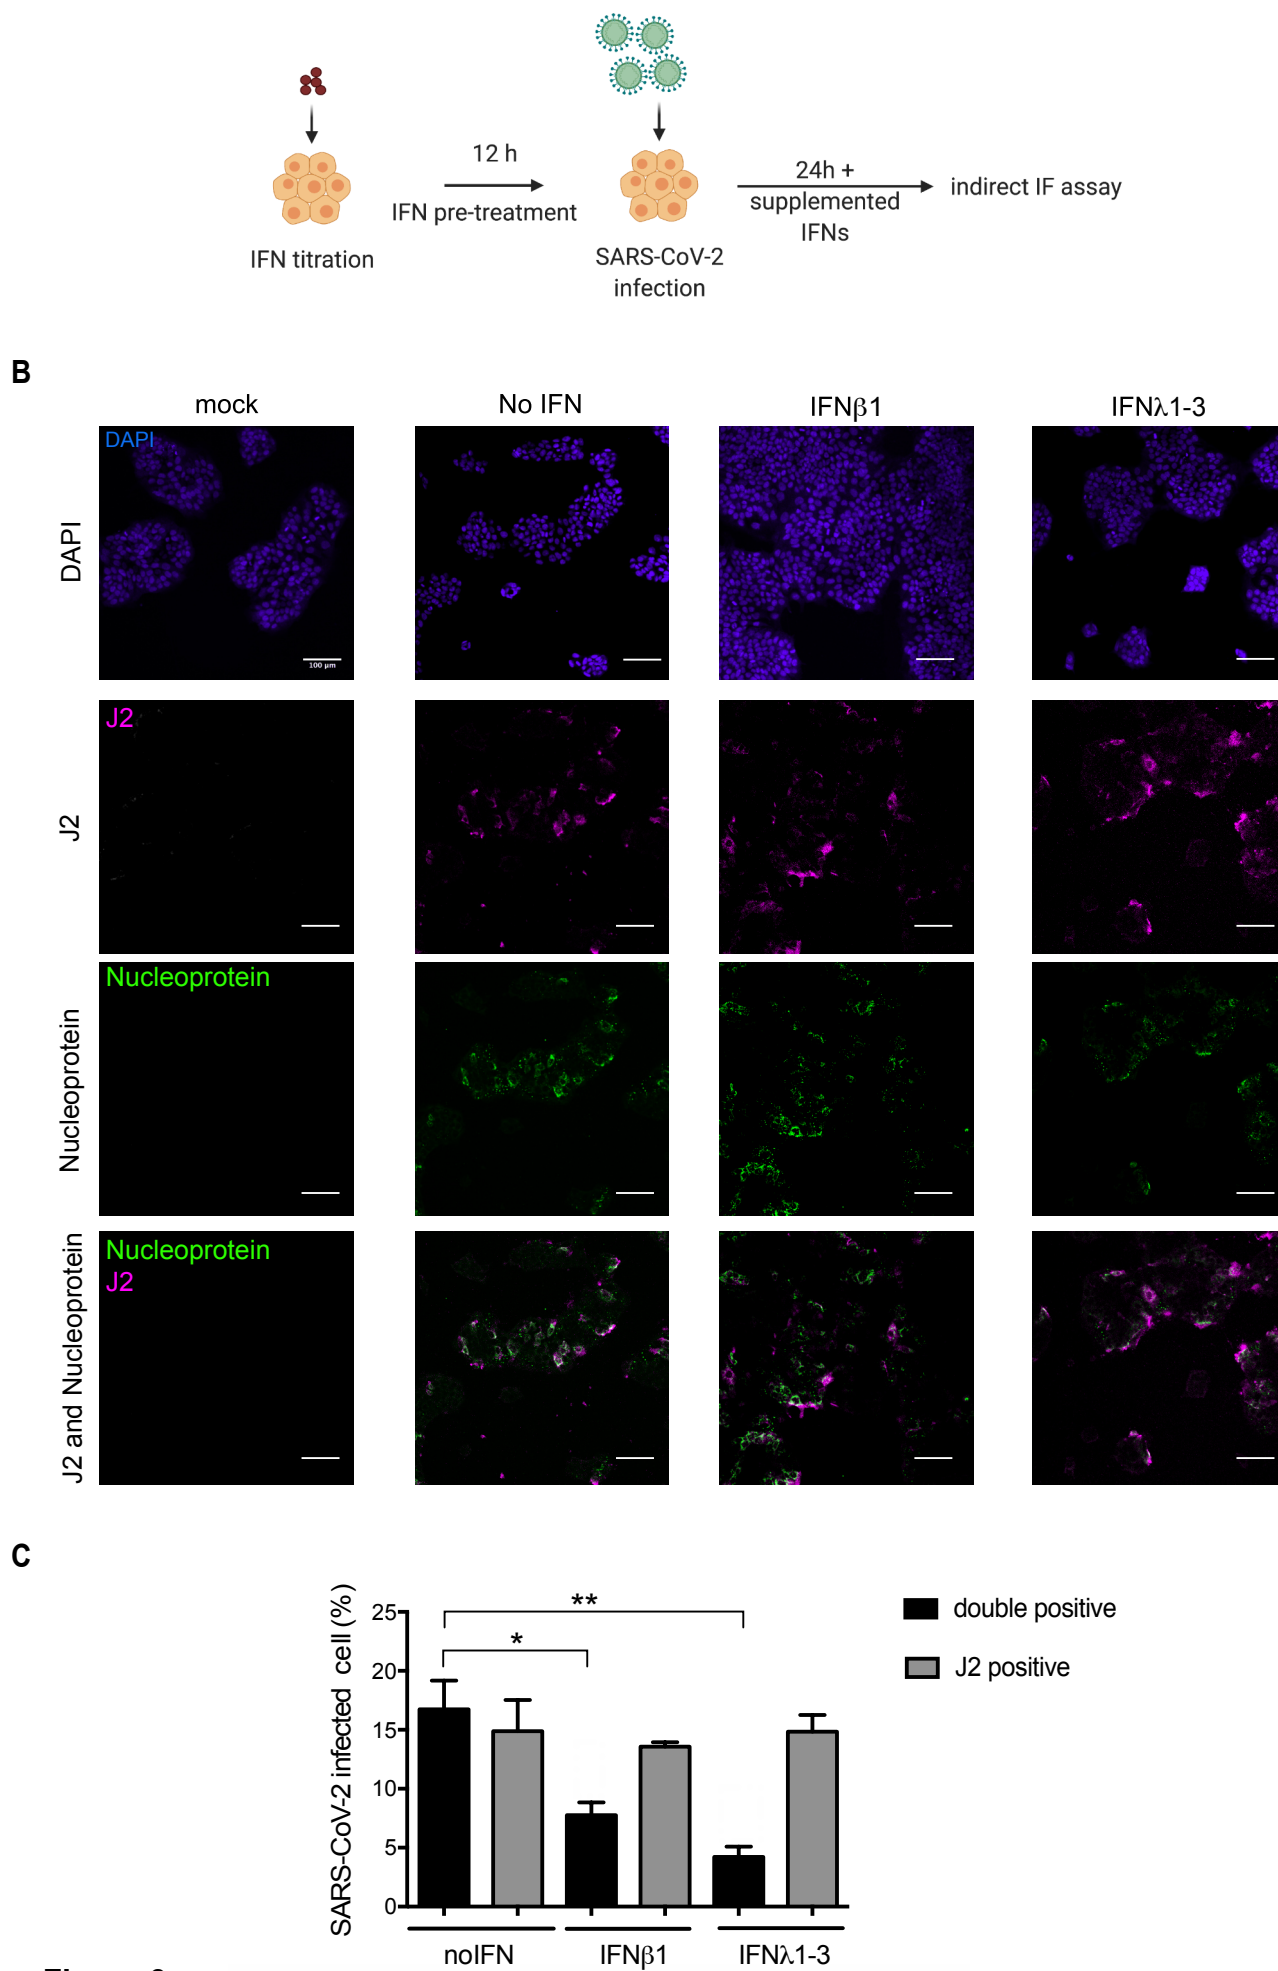 12 h
IFN pre-treatment
24h +
supplemented
IFNs
indirect IF assay
IFN titration
SARS-CoV-2
infection
B
mock
No IFN
IFNβ1
IFNλ1-3
DAPI
DAPI
100 μm
J2
J2
Nucleoprotein
Nucleoprotein
J2 and Nucleoprotein
Nucleoprotein
J2
C
SARS-CoV-2 infected cell (%)
25
20
15
10
5
0
**
*
double positive
J2 positive
noIFN
IFNβ1
IFNλ1-3